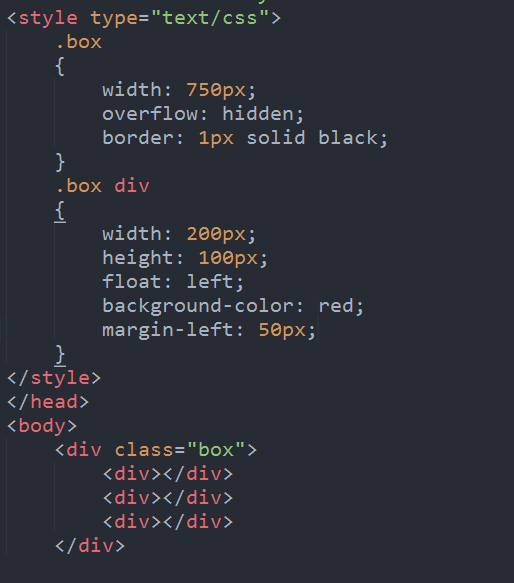 <style type="text/css">
.box
{
width: 750px;
overflow: hidden;
border: 1px solid black;
}
.box div
{
width: 200px;
height: 100px;
float: left;
background-color: red;
margin-left: 50px;
}
</style>
</head>
<body>
<div class="box">
<div></div>
<div></div>
<div></div>
</div>